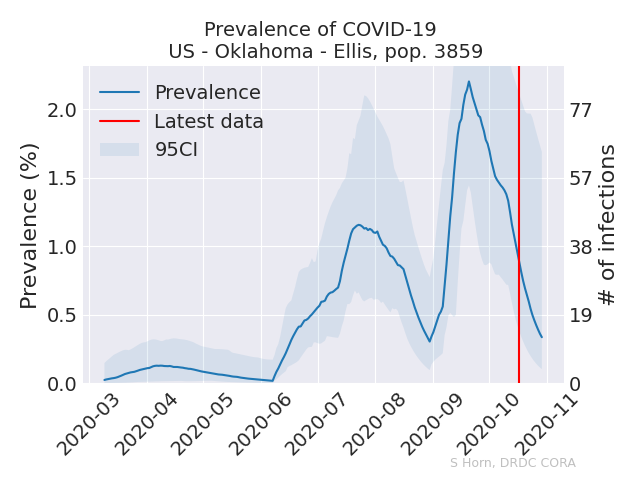 Prevalence of COVID-19
US - Oklahoma - Ellis, pop. 3859
Prevalence
Latest data
95CI
Prevalence (%)
2.0
1.5
1.0
0.5
0.0
77
57
38
19
0
# of infections
2020-03
2020-04
2020-05
2020-06
2020-07
2020-08
2020-09
2020-10
2020-11
S Horn, DRDC CORA